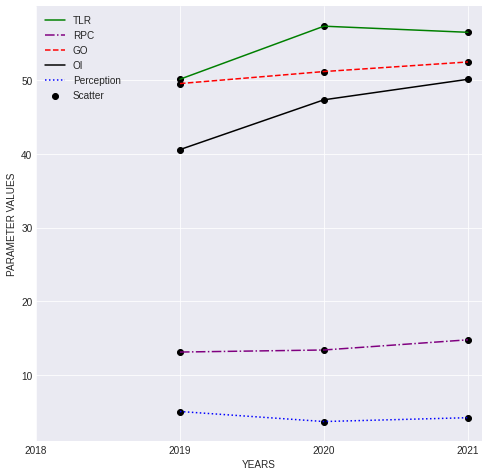 TLR
RPC
GO
OI
Perception
Scatter
50
40
30
20
10
PARAMETER VALUES
2018 2019 2020 2021
YEARS